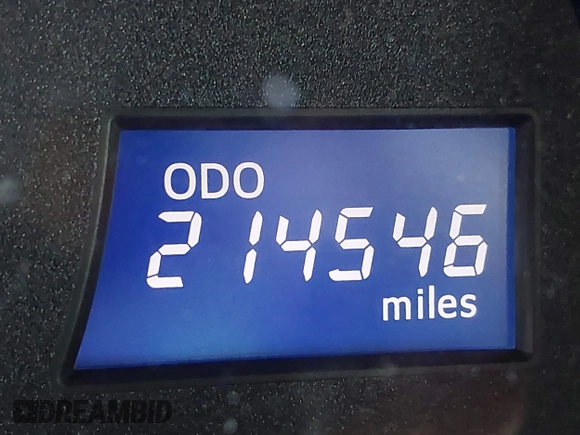 ODO
214546
miles
DREAMBID